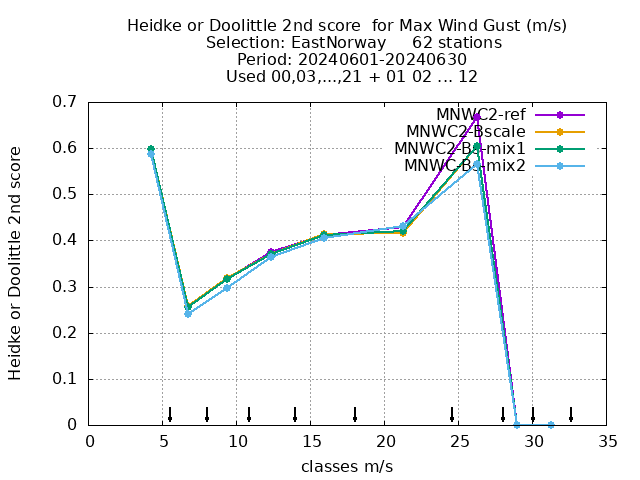 Heidke or Doolittle 2nd score  for Max Wind Gust (m/s)
Selection: EastNorway     62 stations
Period: 20240601-20240630
Used 00,03,...,21 + 01 02 ... 12
Heidke or Doolittle 2nd score
0.7
0.6
0.5
0.4
0.3
0.2
0.1
0
MNWC2-ref
MNWC2-Bscale
MNWC2-Bs-mix1
MNWC-Bs-mix2
0 5 10 15 20 25 30 35
classes m/s